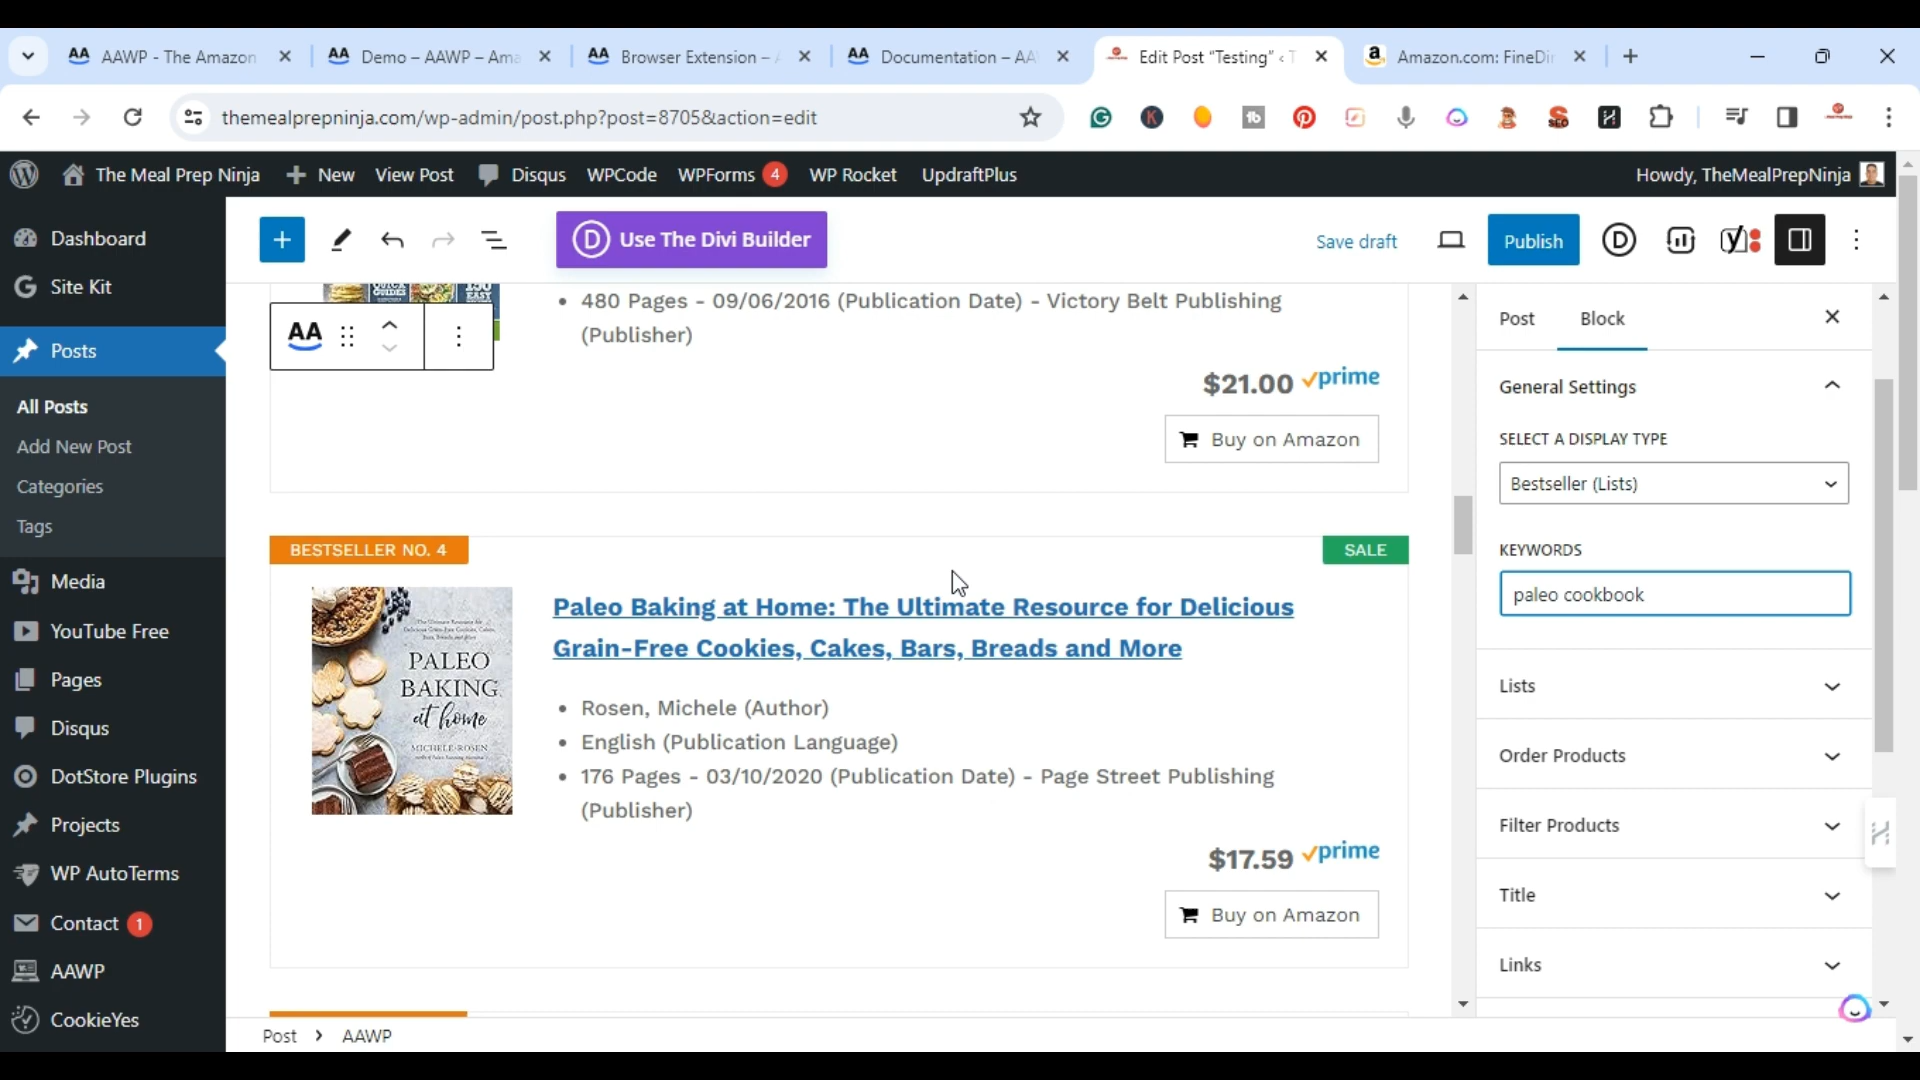 AAWP - The Amazon
Demo – AAWP – Ama
Browser Extension –
Documentation – AA
Edit Post "Testing" ‹ T
Amazon.com: FineDi
themealprepninja.com/wp-admin/post.php?post=8705&action=edit
The Meal Prep Ninja
New
View Post
Disqus
WPCode
WPForms 4
WP Rocket
UpdraftPlus
Howdy, TheMealPrepNinja
Dashboard
Site Kit
Posts
All Posts
Add New Post
Categories
Tags
Media
YouTube Free
Pages
Disqus
DotStore Plugins
Projects
WP AutoTerms
Contact 1
AAWP
CookieYes
Use The Divi Builder
Save draft
Publish
QUICK GUIDES
150 EASY
AA
480 Pages - 09/06/2016 (Publication Date) - Victory Belt Publishing
(Publisher)
$21.00 prime
Buy on Amazon
BESTSELLER NO. 4
SALE
PALEO
BAKING
at home
MICHELE ROSEN
Paleo Baking at Home: The Ultimate Resource for Delicious
Grain-Free Cookies, Cakes, Bars, Breads and More
Rosen, Michele (Author)
English (Publication Language)
176 Pages - 03/10/2020 (Publication Date) - Page Street Publishing
(Publisher)
$17.59 prime
Buy on Amazon
Post
AAWP
Post
Block
General Settings
SELECT A DISPLAY TYPE
Bestseller (Lists)
KEYWORDS
paleo cookbook
Lists
Order Products
Filter Products
Title
Links